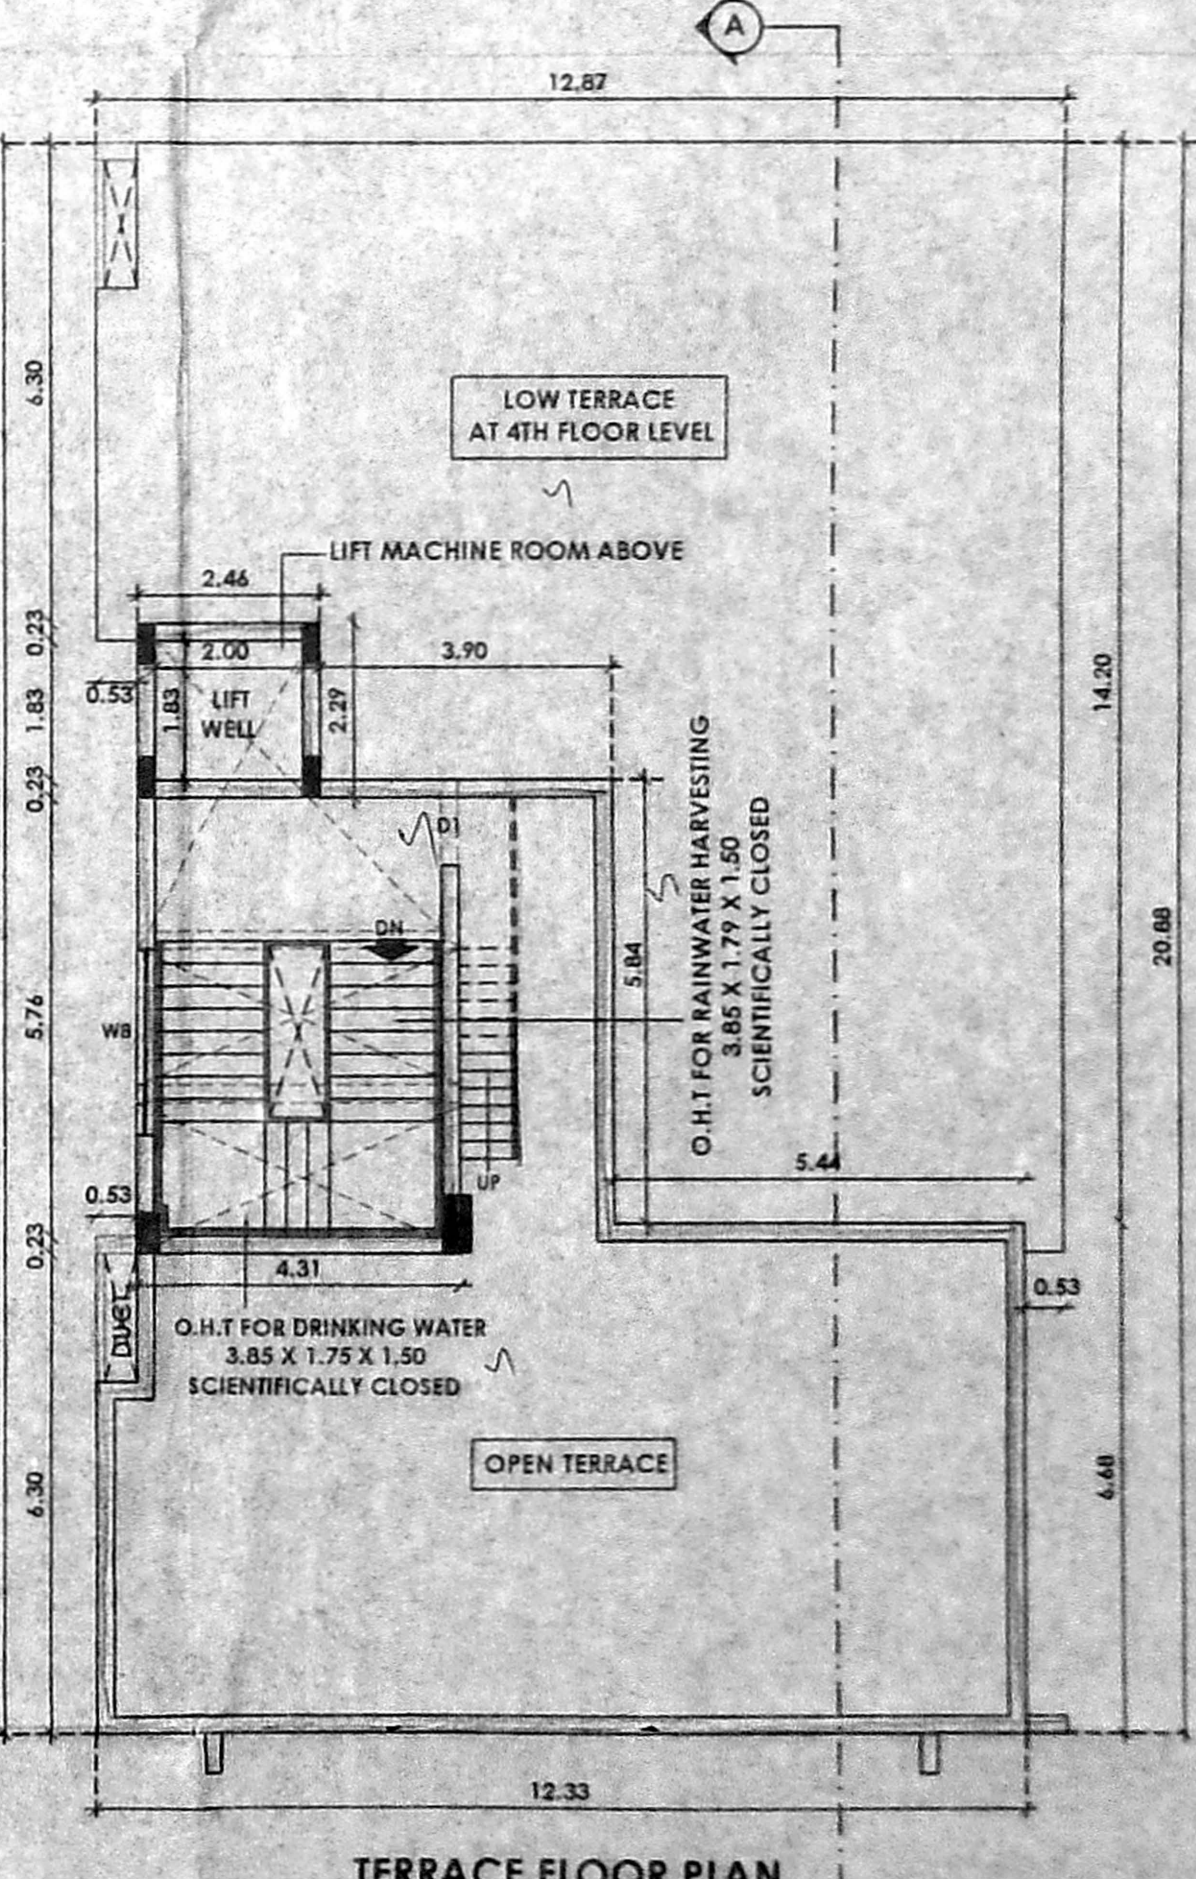 A
12.87
6.30
LOW TERRACE
AT 4TH FLOOR LEVEL
LIFT MACHINE ROOM ABOVE
2.46
0.23
2.00
3.90
0.53
1.83
1.83
LIFT
WELL
2.29
14.20
0.23
D1
O.H.T FOR RAINWATER HARVESTING
3.85 X 1.79 X 1.50
SCIENTIFICALLY CLOSED
DN
5.84
20.88
5.76
W8
5.44
UP
0.53
0.23
4.31
0.53
DUCT
O.H.T FOR DRINKING WATER
3.85 X 1.75 X 1.50
SCIENTIFICALLY CLOSED
OPEN TERRACE
6.30
6.68
12.33
TERRACE FLOOR PLAN